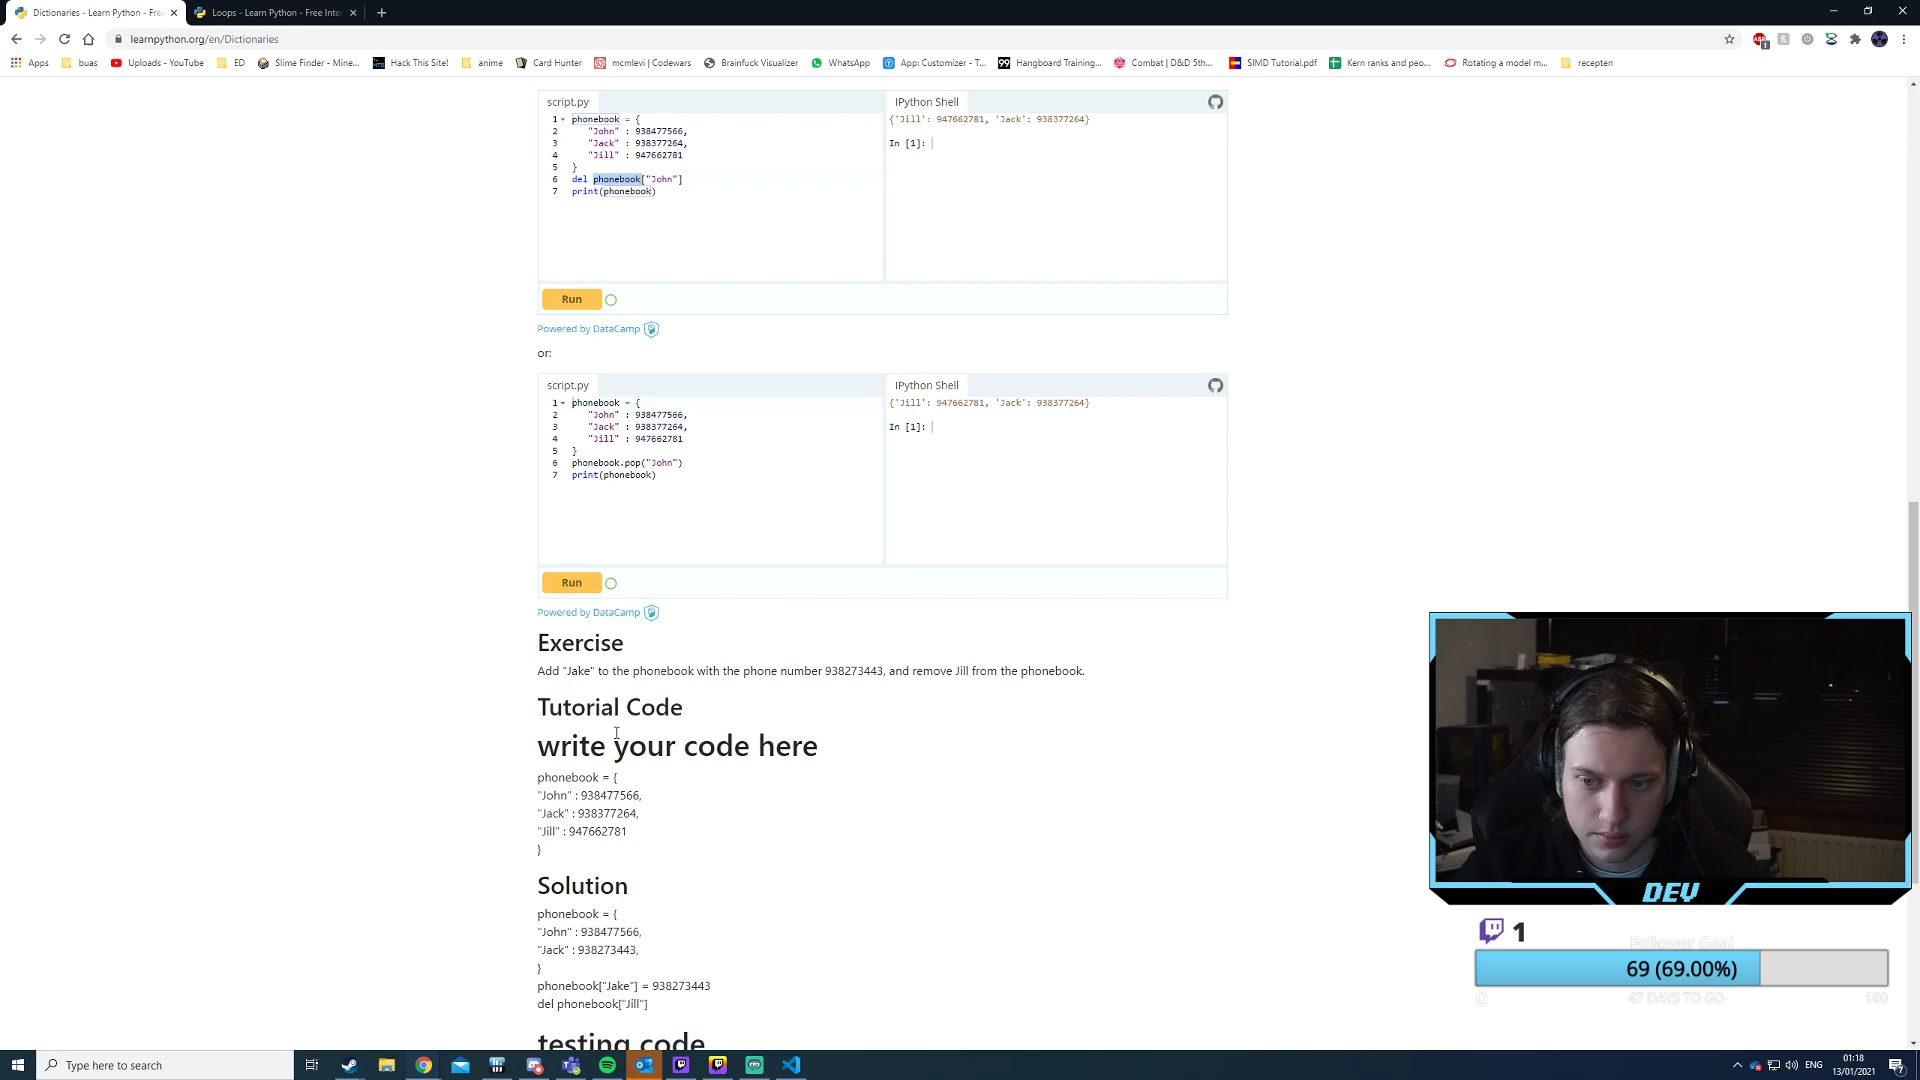 Dictionaries - Learn Python - Fre
Loops - Learn Python - Free Inter
learnpython.org/en/Dictionaries
Apps
buas
Uploads - YouTube
ED
Slime Finder - Mine...
Hack This Site!
anime
Card Hunter
mcmlevi | Codewars
Brainfuck Visualizer
WhatsApp
App: Customizer - T...
Hangboard Training...
Combat | D&D 5th...
SIMD Tutorial.pdf
Kern ranks and peo...
Rotating a model m...
recepten
script.py
IPython Shell
1 phonebook = {
2 "John" : 938477566,
3 "Jack" : 938377264,
4 "Jill" : 947662781
5 }
6 del phonebook["John"]
7 print(phonebook)
{'Jill': 947662781, 'Jack': 938377264}
In [1]:
Run
Powered by DataCamp
or:
script.py
IPython Shell
1 phonebook = {
2 "John" : 938477566,
3 "Jack" : 938377264,
4 "Jill" : 947662781
5 }
6 phonebook.pop("John")
7 print(phonebook)
{'Jill': 947662781, 'Jack': 938377264}
In [1]:
Run
Powered by DataCamp
Exercise
Add "Jake" to the phonebook with the phone number 938273443, and remove Jill from the phonebook.
Tutorial Code
write your code here
phonebook = {
"John" : 938477566,
"Jack" : 938377264,
"Jill" : 947662781
}
Solution
phonebook = {
"John" : 938477566,
"Jack" : 938273443,
}
phonebook["Jake"] = 938273443
del phonebook["Jill"]
testing code
DEV
1
Follower Goal
69 (69.00%)
0
47 DAYS TO GO
100
Type here to search
ENG
01:18
13/01/2021